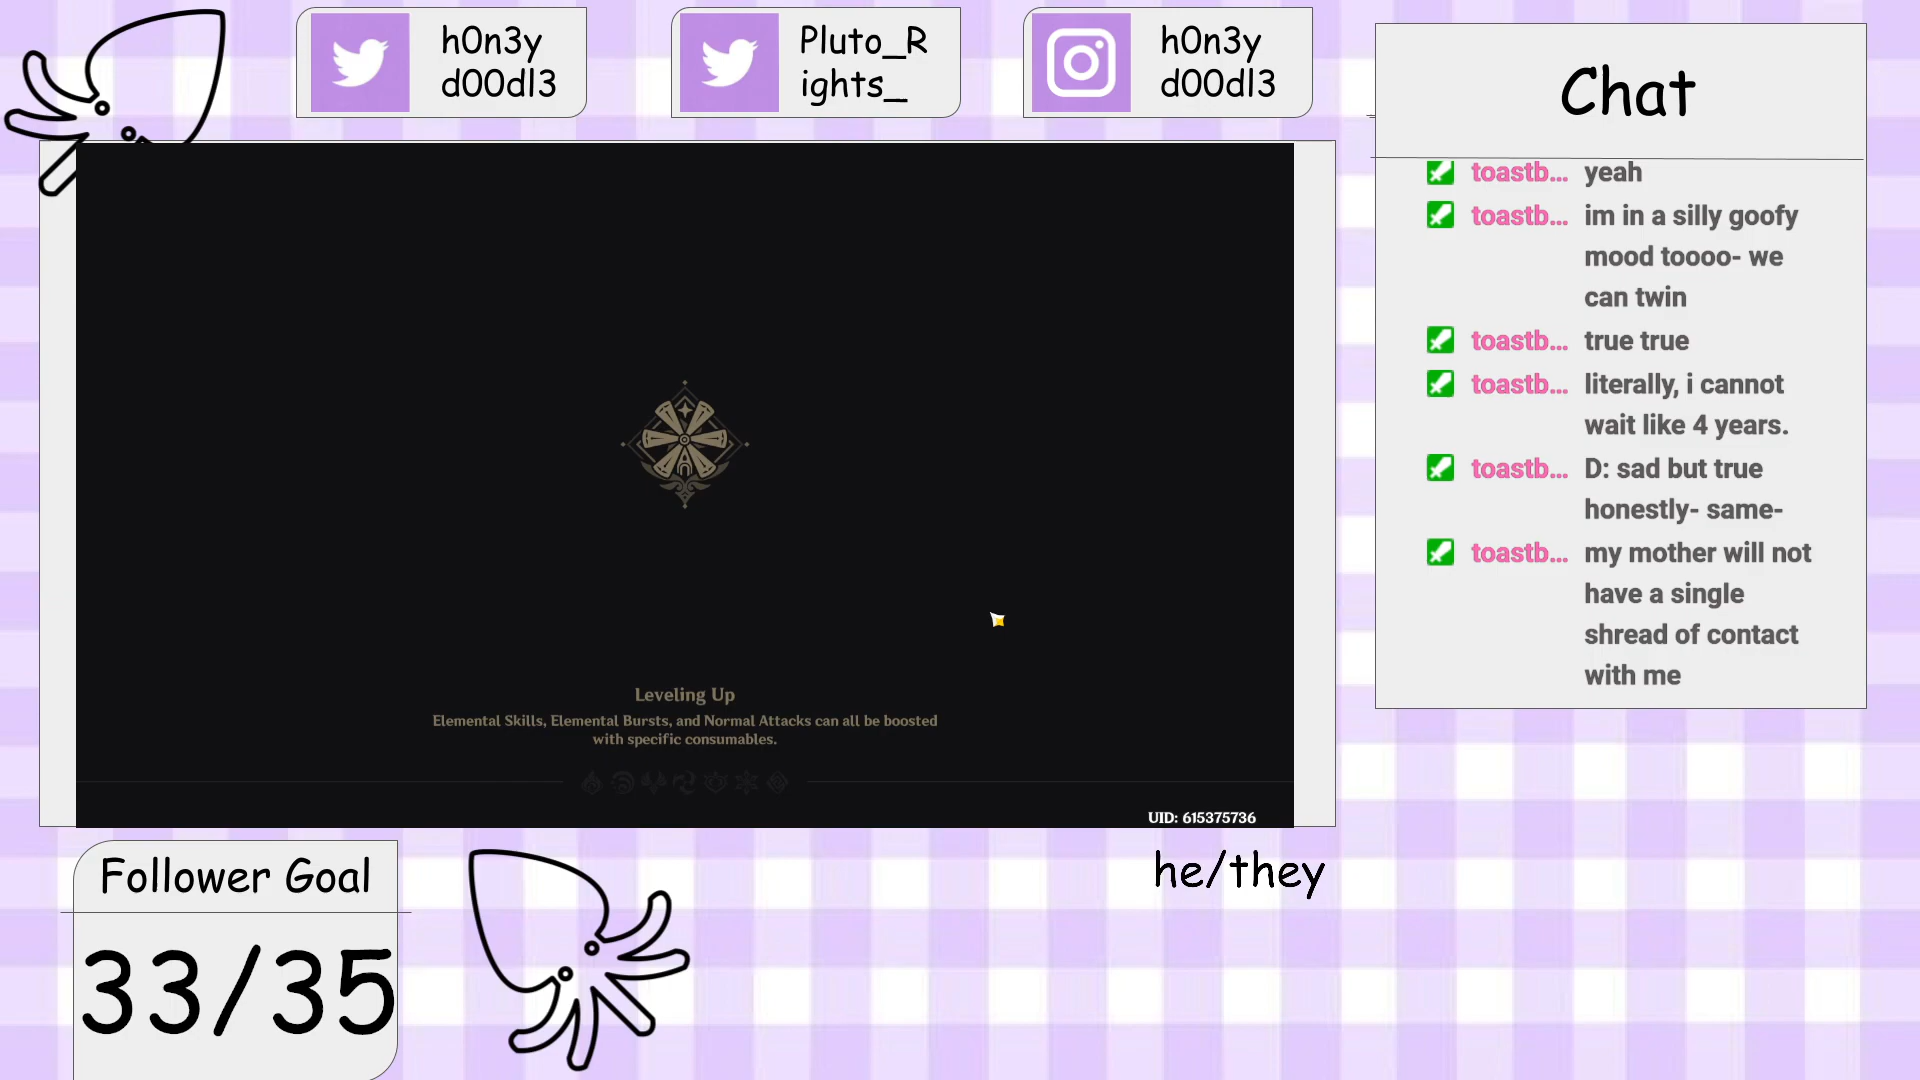 h0n3y
d00dl3
Pluto_R
ights_
h0n3y
d00dl3
Chat
toastb... yeah
toastb... im in a silly goofy
mood toooo- we
can twin
toastb... true true
toastb... literally, i cannot
wait like 4 years.
toastb... D: sad but true
honestly- same-
toastb... my mother will not
have a single
shread of contact
with me
Leveling Up
Elemental Skills, Elemental Bursts, and Normal Attacks can all be boosted
with specific consumables.
UID: 615375736
he/they
Follower Goal
33/35